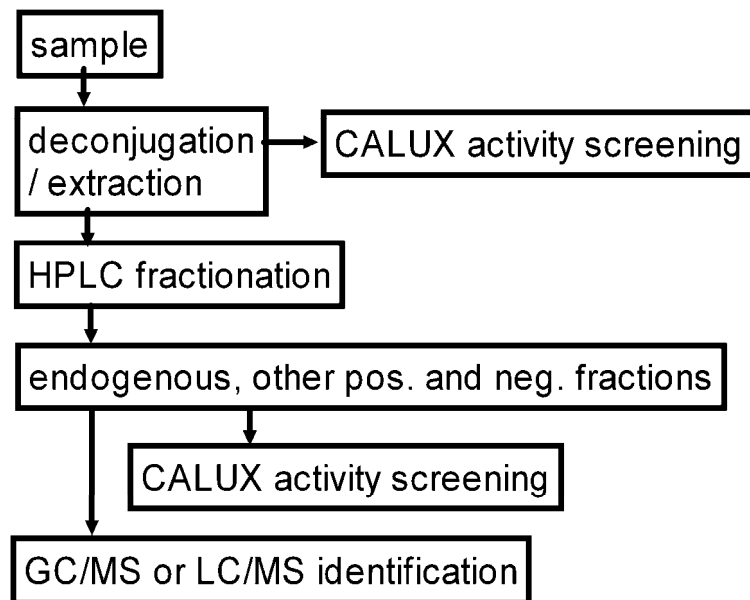 sample
deconjugation
/ extraction
CALUX activity screening
HPLC fractionation
endogenous, other pos. and neg. fractions
CALUX activity screening
GC/MS or LC/MS identification